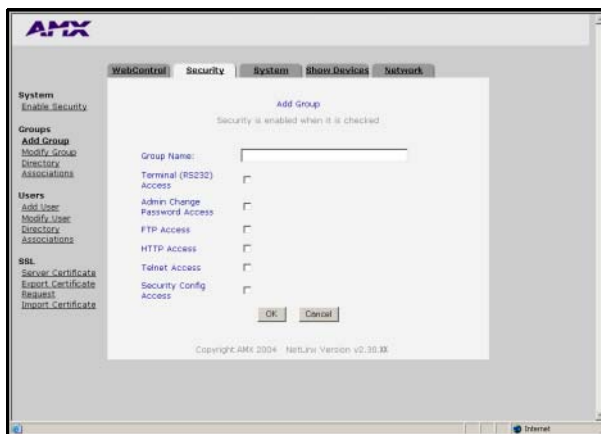 AMX
WebControl
Security
System
Show Devices
Network
System
Enable Security
Groups
Add Group
Modify Group
Directory
Associations
Users
Add User
Modify User
Directory
Associations
SSL
Server Certificate
Export Certificate
Request
Import Certificate
Add Group
Security is enabled when it is checked
Group Name:
Terminal (RS232)
Access
Admin Change
Password Access
FTP Access
HTTP Access
Telnet Access
Security Config
Access
OK
Cancel
Copyright AMX 2004 NetLinx Version v2.30.XX
Internet